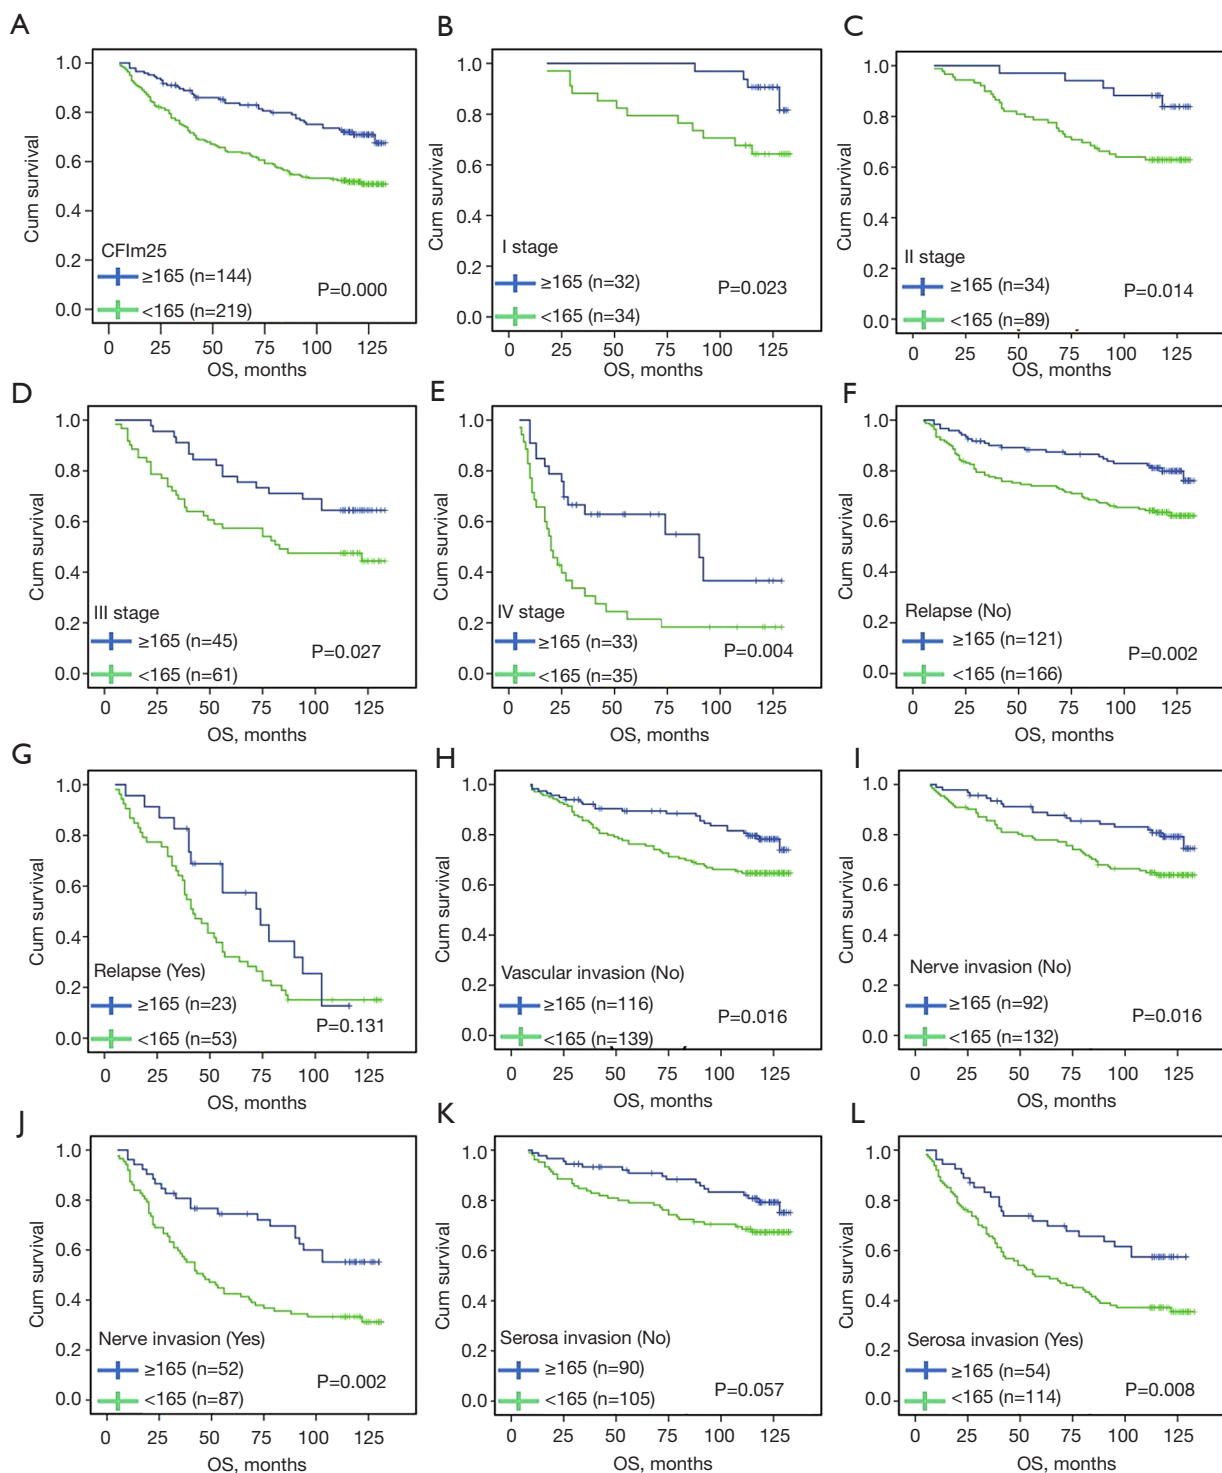 A
Cum survival
1.0
0.8
0.6
0.4
0.2
0.0
CFIm25
≥165 (n=144)
<165 (n=219)
P=0.000
0 25 50 75 100 125
OS, months
B
Cum survival
1.0
0.8
0.6
0.4
0.2
0.0
I stage
≥165 (n=32)
<165 (n=34)
P=0.023
0 25 50 75 100 125
OS, months
C
Cum survival
1.0
0.8
0.6
0.4
0.2
0.0
II stage
≥165 (n=34)
<165 (n=89)
P=0.014
0 25 50 75 100 125
OS, months
D
Cum survival
1.0
0.8
0.6
0.4
0.2
0.0
III stage
≥165 (n=45)
<165 (n=61)
P=0.027
0 25 50 75 100 125
OS, months
E
Cum survival
1.0
0.8
0.6
0.4
0.2
0.0
IV stage
≥165 (n=33)
<165 (n=35)
P=0.004
0 25 50 75 100 125
OS, months
F
Cum survival
1.0
0.8
0.6
0.4
0.2
0.0
Relapse (No)
≥165 (n=121)
<165 (n=166)
P=0.002
0 25 50 75 100 125
OS, months
G
Cum survival
1.0
0.8
0.6
0.4
0.2
0.0
Relapse (Yes)
≥165 (n=23)
<165 (n=53)
P=0.131
0 25 50 75 100 125
OS, months
H
Cum survival
1.0
0.8
0.6
0.4
0.2
0.0
Vascular invasion (No)
≥165 (n=116)
<165 (n=139)
P=0.016
0 25 50 75 100 125
OS, months
I
Cum survival
1.0
0.8
0.6
0.4
0.2
0.0
Nerve invasion (No)
≥165 (n=92)
<165 (n=132)
P=0.016
0 25 50 75 100 125
OS, months
J
Cum survival
1.0
0.8
0.6
0.4
0.2
0.0
Nerve invasion (Yes)
≥165 (n=52)
<165 (n=87)
P=0.002
0 25 50 75 100 125
OS, months
K
Cum survival
1.0
0.8
0.6
0.4
0.2
0.0
Serosa invasion (No)
≥165 (n=90)
<165 (n=105)
P=0.057
0 25 50 75 100 125
OS, months
L
Cum survival
1.0
0.8
0.6
0.4
0.2
0.0
Serosa invasion (Yes)
≥165 (n=54)
<165 (n=114)
P=0.008
0 25 50 75 100 125
OS, months